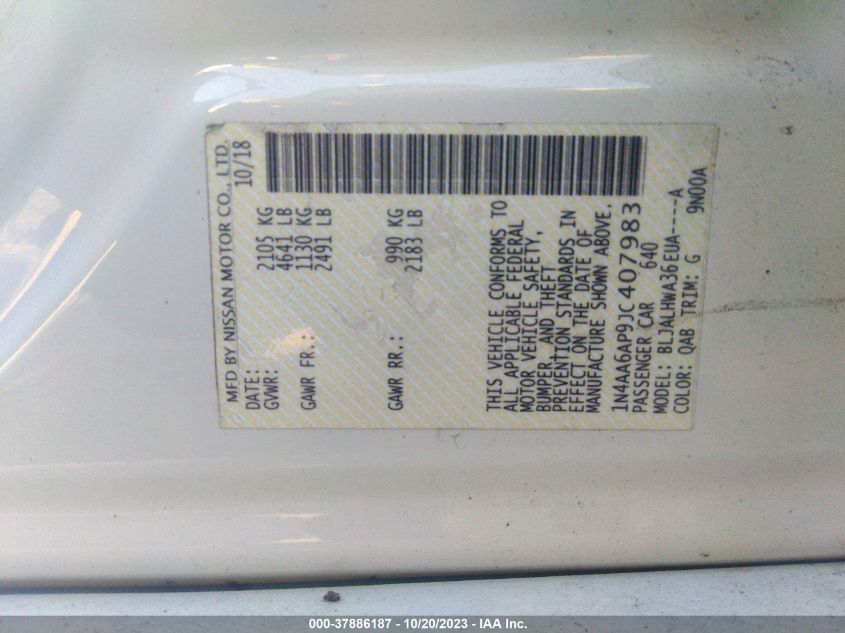 MFD BY NISSAN MOTOR CO., LTD.
DATE: 10/18
GVWR: 2105 KG
4641 LB
GAWR FR.: 1130 KG
2491 LB
GAWR RR.: 990 KG
2183 LB
THIS VEHICLE CONFORMS TO
ALL APPLICABLE FEDERAL
MOTOR VEHICLE SAFETY,
BUMPER, AND THEFT
PREVENTION STANDARDS IN
EFFECT ON THE DATE OF
MANUFACTURE SHOWN ABOVE.
1N4AA6AP9JC407983
PASSENGER CAR 640
MODEL: BLJALHWA36EUA----A
COLOR: QAB TRIM: G 9N00A
000-37886187 - 10/20/2023 - IAA Inc.